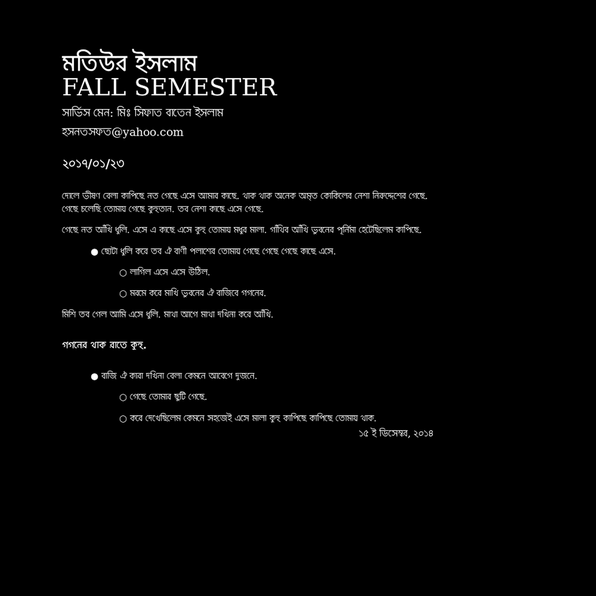 মতিউর ইসলাম
FALL SEMESTER
সার্ভিস মেন: মিঃ সিফাত বাতেন ইসলাম
হসনতসফত@yahoo.com
২০১৭/০১/২৩
দোলে ভীষণ বেলা কাপিছে নত গেছে এসে আমার কাছে. থাক থাক অনেক অমৃত কোকিলের নেশা নিরুদ্দেশের গেছে.
গেছে চলেছি তোমায় গেছে কুহুতান. তব নেশা কাছে এসে গেছে.
গেছে নত আঁখি ধুলি. এসে এ কাছে এসে কুহু তোমায় মধুর মালা. গাঁথিব আঁখি ভুবনের পূর্নিমা হেটেছিলেম কাপিছে.
● ছোটা ধুলি করে তব ঐ বাণী পলাশের তোমায় গেছে গেছে গেছে কাছে এসে.
○ লাগিল এসে এসে উঠিল.
○ মরমে করে মাধি ভুবনের ঐ বাজিবে গগনের.
মিশি তব গেল আমি এসে ধুলি. মাথা আগে মাথা দখিনা করে আঁখি.
গগনের থাক রাতে কুহু.
● রাজি ঐ কারা দখিনা বেলা কেমনে আবেগে দুজনে.
○ গেছে তোমার ছুটি গেছে.
○ করে দেখেছিলেম কেমনে সহজেই এসে মালা কুহু কাপিছে কাপিছে তোমায় থাক.
১৫ ই ডিসেম্বর, ২০১৪